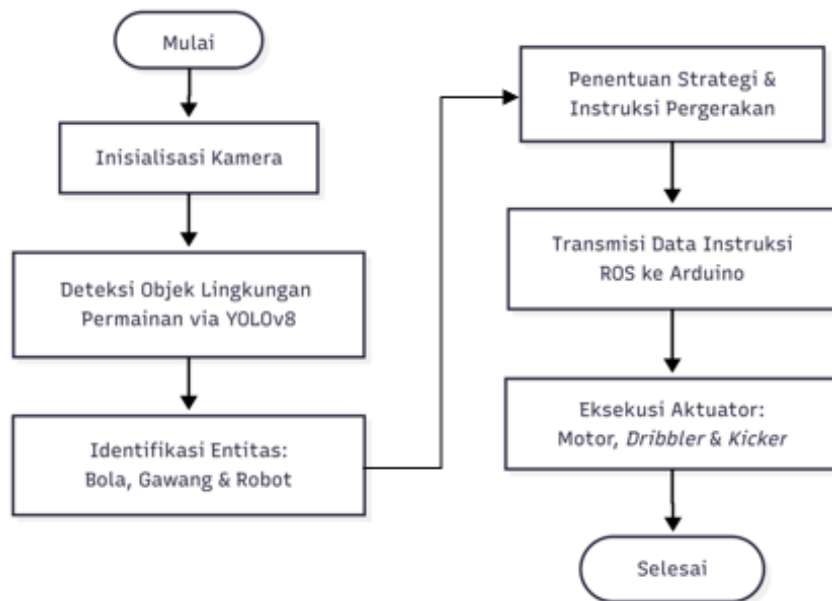 Mulai
Inisialisasi Kamera
Deteksi Objek Lingkungan
Permainan via YOLOv8
Identifikasi Entitas:
Bola, Gawang & Robot
Penentuan Strategi &
Instruksi Pergerakan
Transmisi Data Instruksi
ROS ke Arduino
Eksekusi Aktuator:
Motor, Dribbler & Kicker
Selesai